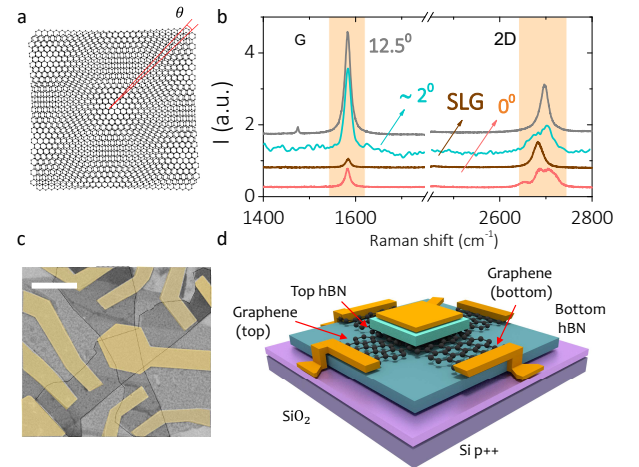 a
θ
b
G
2D
12.5⁰
~ 2⁰
SLG
0⁰
I (a.u.)
0
2
4
1400
1600
2600
2800
Raman shift (cm⁻¹)
c
d
Graphene
(top)
Top hBN
Graphene
(bottom)
Bottom
hBN
SiO₂
Si p++